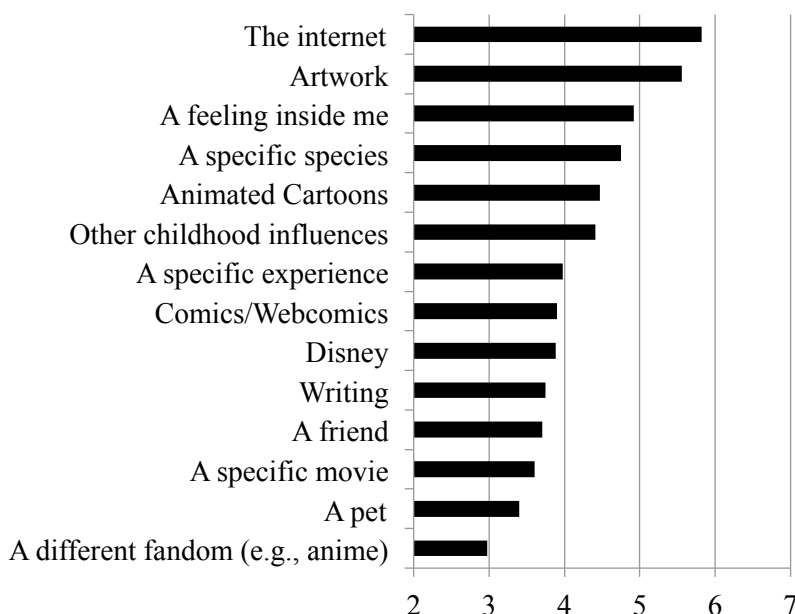 The internet
Artwork
A feeling inside me
A specific species
Animated Cartoons
Other childhood influences
A specific experience
Comics/Webcomics
Disney
Writing
A friend
A specific movie
A pet
A different fandom (e.g., anime)
2 3 4 5 6 7